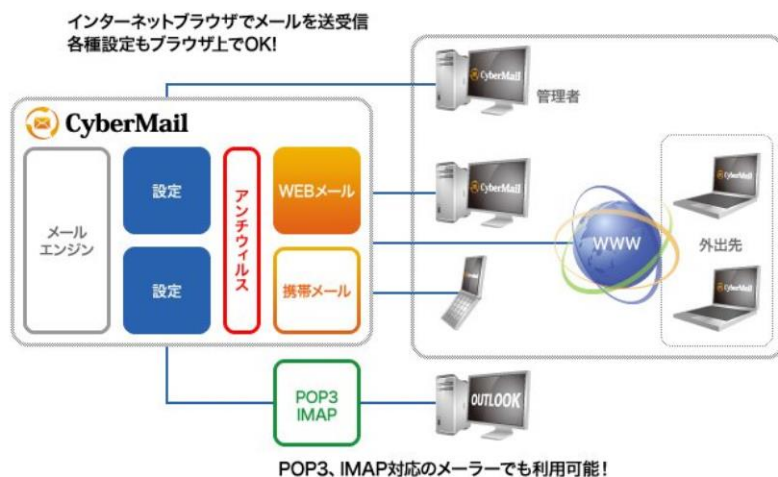 インターネットブラウザでメールを送受信
各種設定もブラウザ上でOK!
CyberMail
管理者
CyberMail
メール
エンジン
設定
設定
アンチウィルス
WEBメール
携帯メール
CyberMail
WWW
外出先
CyberMail
CyberMail
POP3
IMAP
OUTLOOK
POP3、IMAP対応のメーラーでも利用可能!